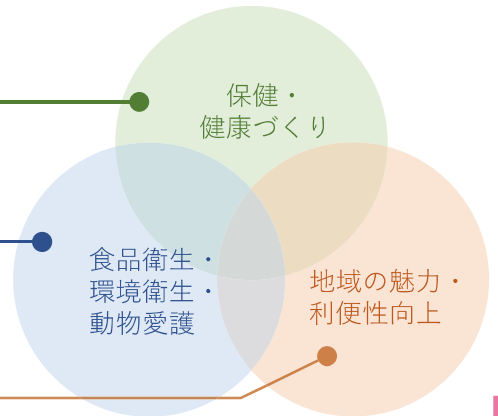 保健・
健康づくり
食品衛生・
環境衛生・
動物愛護
地域の魅力・
利便性向上